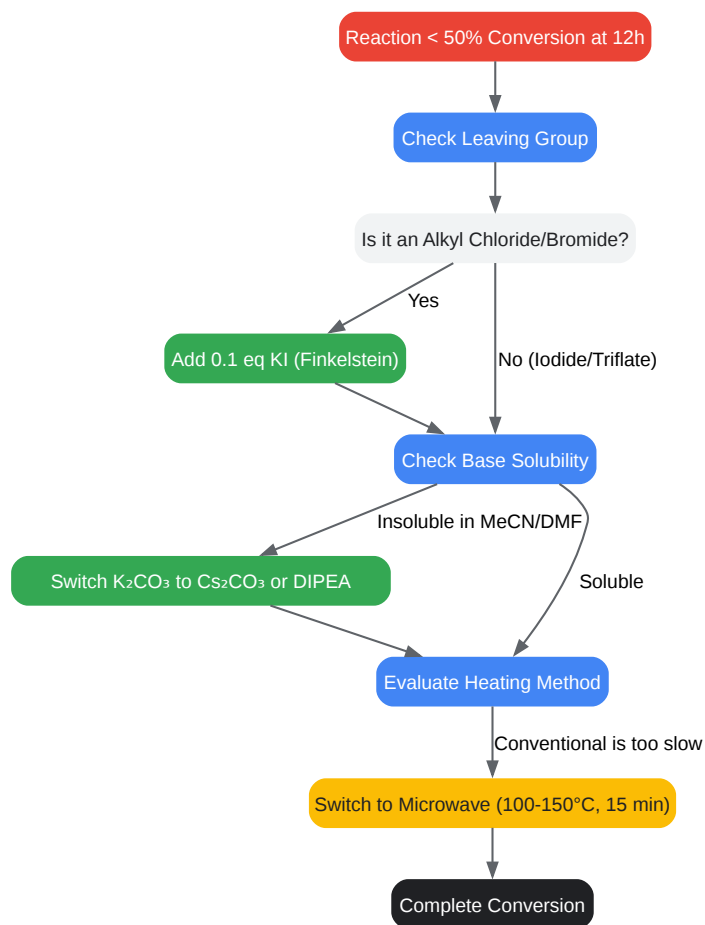 Reaction < 50% Conversion at 12h
Check Leaving Group
Is it an Alkyl Chloride/Bromide?
Yes
Add 0.1 eq KI (Finkelstein)
No (Iodide/Triflate)
Check Base Solubility
Insoluble in MeCN/DMF
Switch K₂CO₃ to Cs₂CO₃ or DIPEA
Soluble
Evaluate Heating Method
Conventional is too slow
Switch to Microwave (100-150°C, 15 min)
Complete Conversion